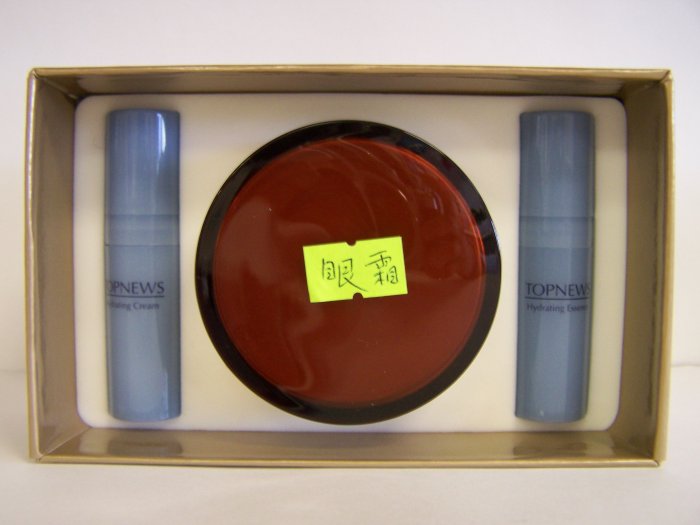 TOPNEWS
Hydrating Cream
眼霜
TOPNEWS
Hydrating Essence